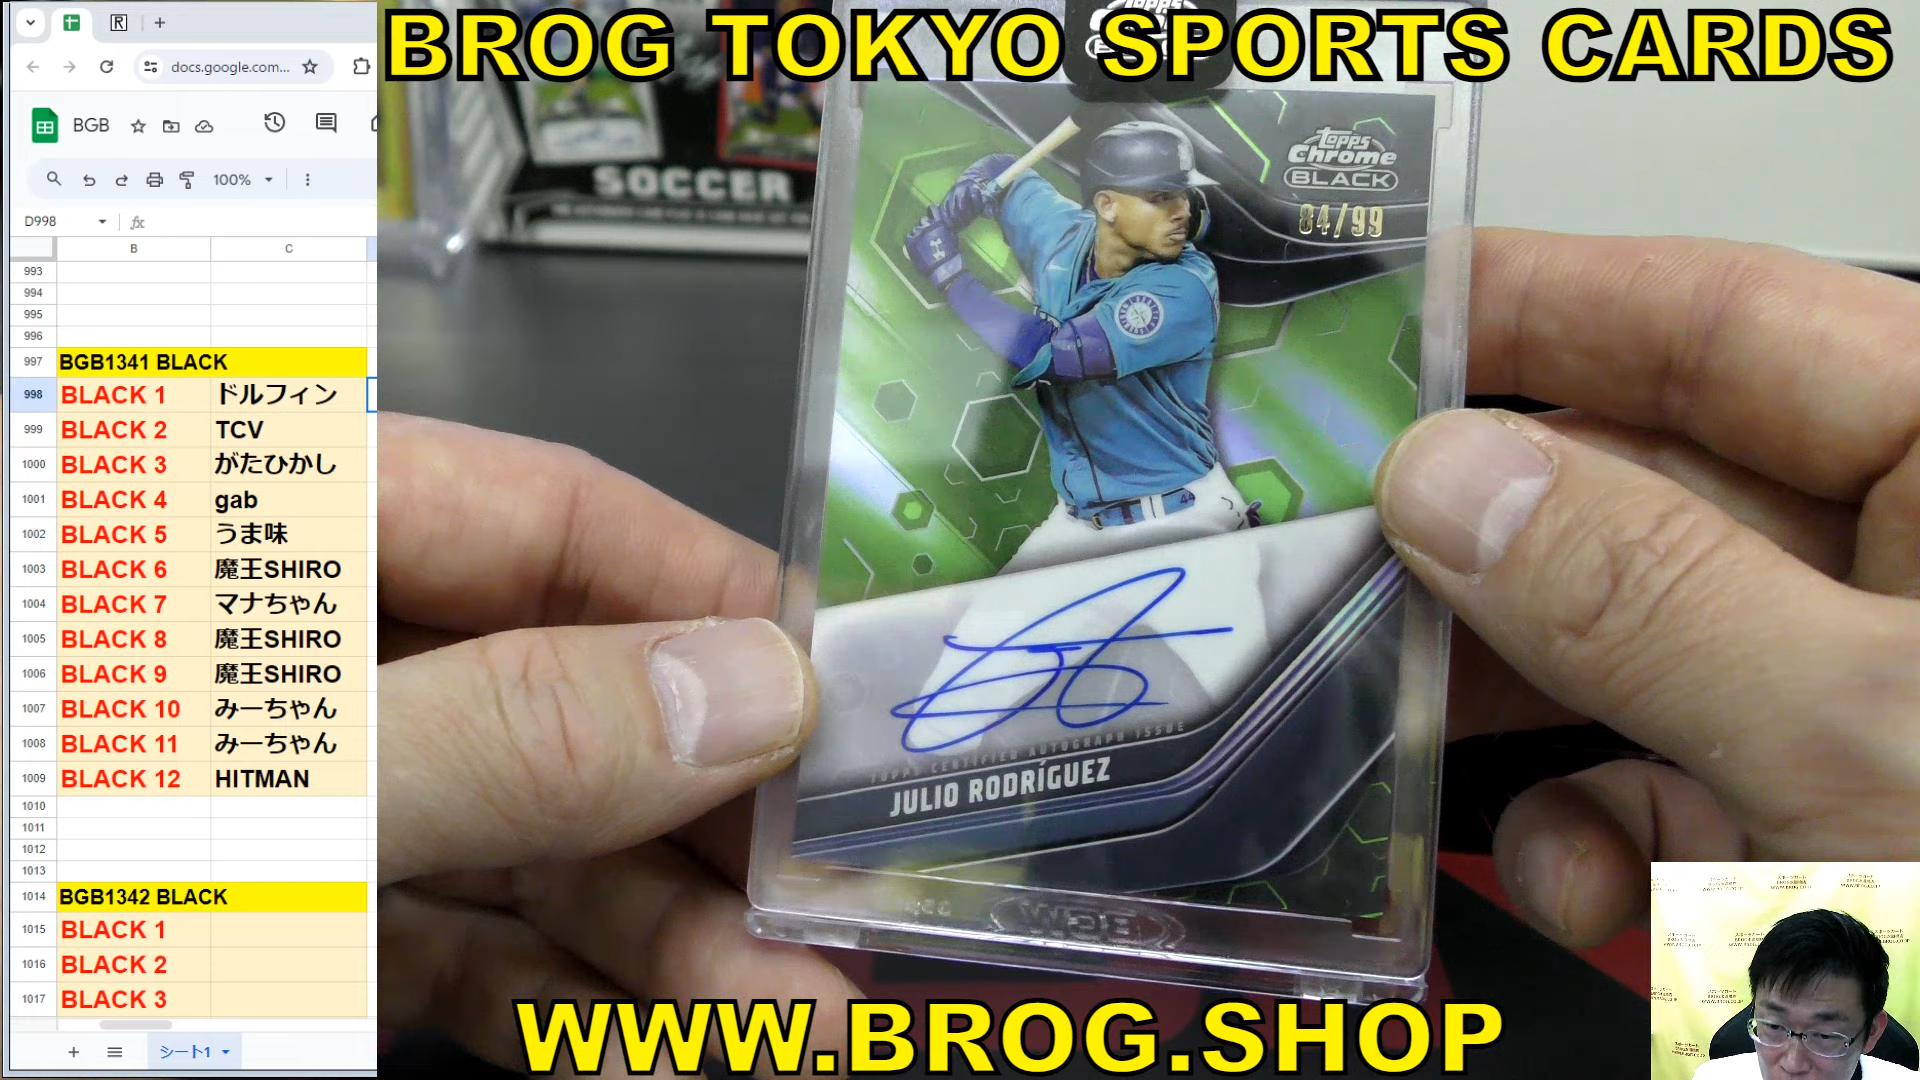 BROG TOKYO SPORTS CARDS
docs.google.com...
BGB
100%
D998
fx
B C
993
994
995
996
997 BGB1341 BLACK
998 BLACK 1 ドルフィン
999 BLACK 2 TCV
1000 BLACK 3 がたひかし
1001 BLACK 4 gab
1002 BLACK 5 うま味
1003 BLACK 6 魔王SHIRO
1004 BLACK 7 マナちゃん
1005 BLACK 8 魔王SHIRO
1006 BLACK 9 魔王SHIRO
1007 BLACK 10 みーちゃん
1008 BLACK 11 みーちゃん
1009 BLACK 12 HITMAN
1010
1011
1012
1013
1014 BGB1342 BLACK
1015 BLACK 1
1016 BLACK 2
1017 BLACK 3
シート1
SOCCER
Topps
Chrome
BLACK
84/99
44
TOPPS CERTIFIED AUTOGRAPH ISSUE
JULIO RODRÍGUEZ
WWW.BROG.SHOP